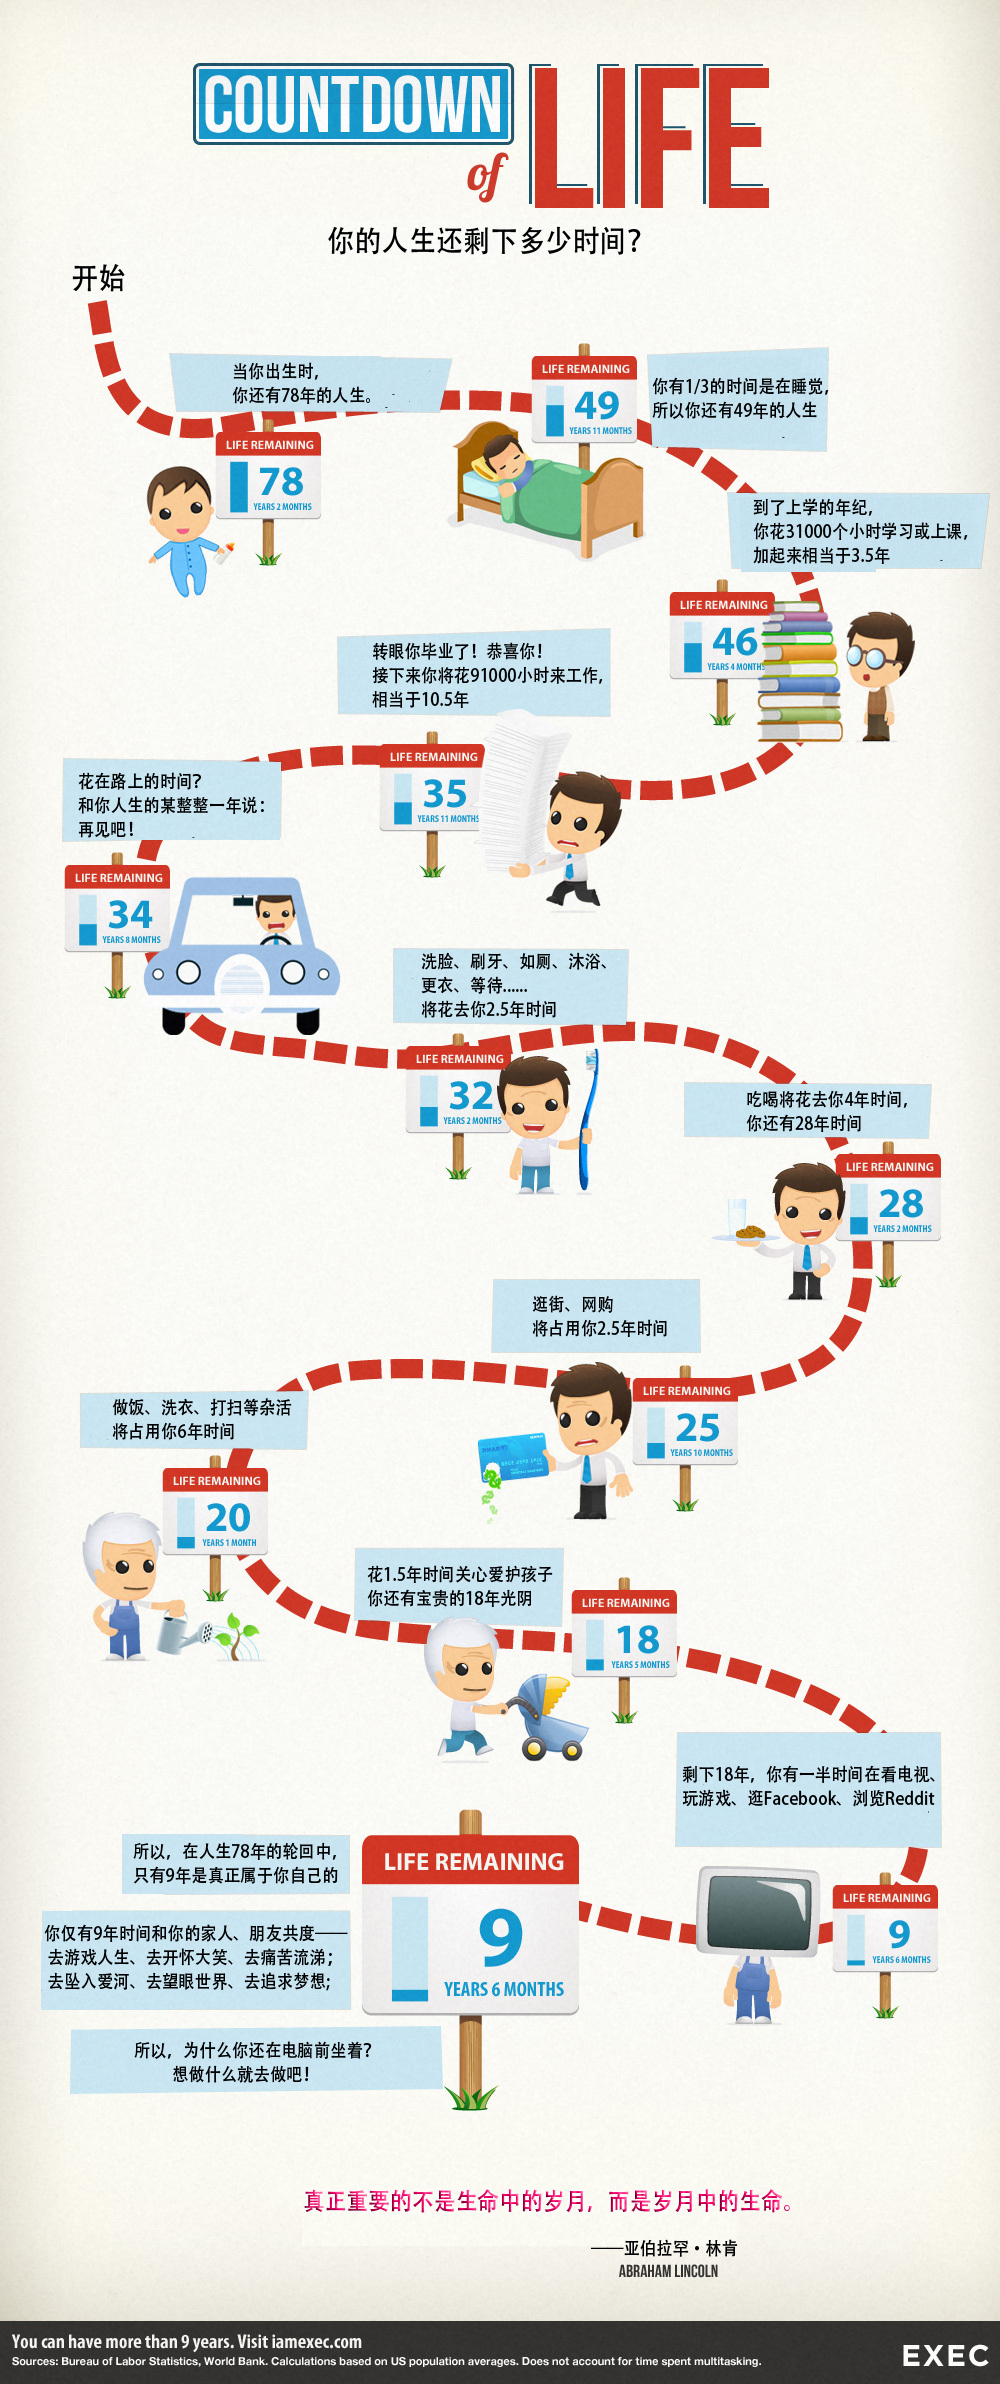 COUNTDOWN
of LIFE
你的人生还剩下多少时间？
开始
当你出生时，
你还有78年的人生。
LIFE REMAINING
78
YEARS 2 MONTHS
LIFE REMAINING
49
YEARS 11 MONTHS
你有1/3的时间是在睡觉，
所以你还有49年的人生
到了上学的年纪，
你花31000个小时学习或上课，
加起来相当于3.5年
LIFE REMAINING
46
YEARS 4 MONTHS
转眼你毕业了！恭喜你！
接下来你将花91000小时来工作，
相当于10.5年
LIFE REMAINING
35
YEARS 11 MONTHS
花在路上的时间？
和你人生的某整整一年说：
再见吧！
LIFE REMAINING
34
YEARS 8 MONTHS
洗脸、刷牙、如厕、沐浴、
更衣、等待......
将花去你2.5年时间
LIFE REMAINING
32
YEARS 2 MONTHS
吃喝将花去你4年时间，
你还有28年时间
LIFE REMAINING
28
YEARS 2 MONTHS
逛街、网购
将占用你2.5年时间
LIFE REMAINING
25
YEARS 10 MONTHS
做饭、洗衣、打扫等杂活
将占用你6年时间
LIFE REMAINING
20
YEARS 1 MONTH
花1.5年时间关心爱护孩子
你还有宝贵的18年光阴
LIFE REMAINING
18
YEARS 5 MONTHS
剩下18年，你有一半时间在看电视、
玩游戏、逛Facebook、浏览Reddit
LIFE REMAINING
9
YEARS 6 MONTHS
所以，在人生78年的轮回中，
只有9年是真正属于你自己的
你仅有9年时间和你的家人、朋友共度——
去游戏人生、去开怀大笑、去痛苦流涕；
去坠入爱河、去望眼世界、去追求梦想；
LIFE REMAINING
9
YEARS 6 MONTHS
所以，为什么你还在电脑前坐着？
想做什么就去做吧！
真正重要的不是生命中的岁月，而是岁月中的生命。
——亚伯拉罕·林肯
ABRAHAM LINCOLN
You can have more than 9 years. Visit iamexec.com
Sources: Bureau of Labor Statistics, World Bank. Calculations based on US population averages. Does not account for time spent multitasking.
EXEC